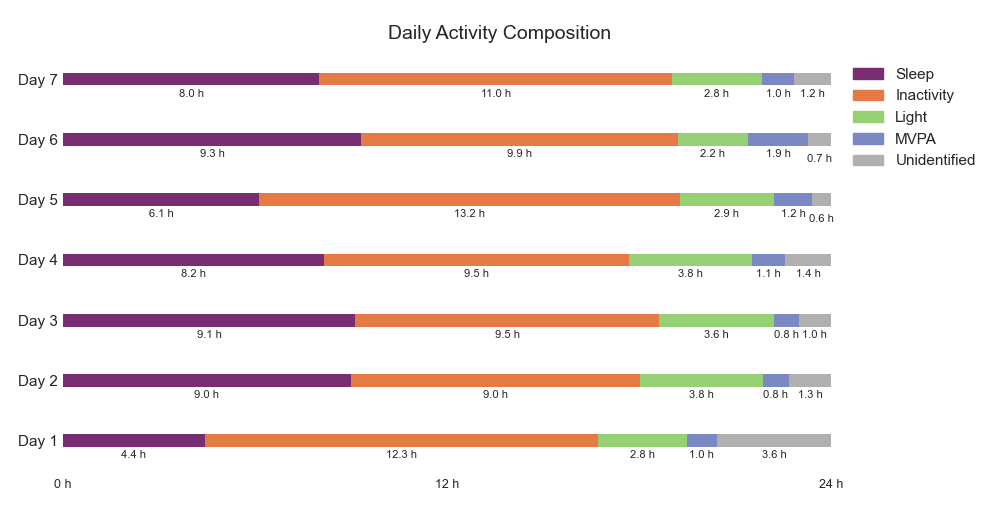 Daily Activity Composition
Day 7
8.0 h 11.0 h 2.8 h 1.0 h 1.2 h
Day 6
9.3 h 9.9 h 2.2 h 1.9 h 0.7 h
Day 5
6.1 h 13.2 h 2.9 h 1.2 h 0.6 h
Day 4
8.2 h 9.5 h 3.8 h 1.1 h 1.4 h
Day 3
9.1 h 9.5 h 3.6 h 0.8 h 1.0 h
Day 2
9.0 h 9.0 h 3.8 h 0.8 h 1.3 h
Day 1
4.4 h 12.3 h 2.8 h 1.0 h 3.6 h
0 h 12 h 24 h
Sleep
Inactivity
Light
MVPA
Unidentified